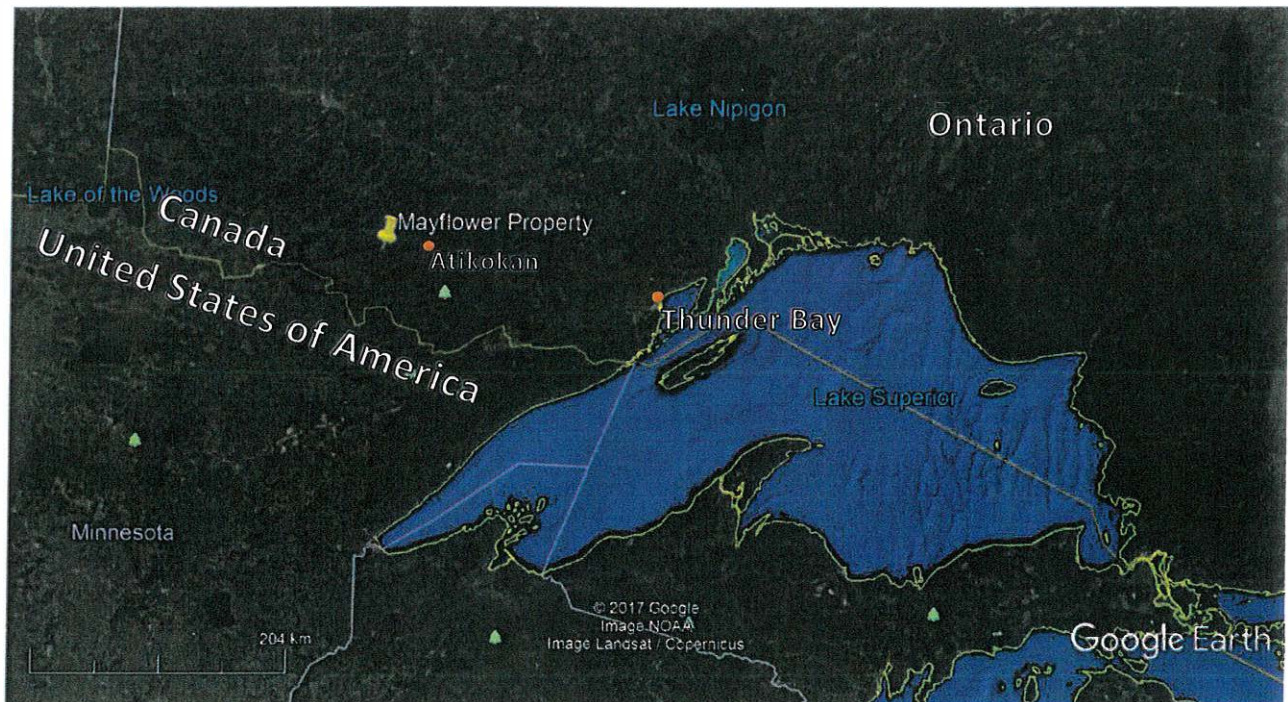 Lake Nipigon
Ontario
Lake of the Woods
Canada
Mayflower Property
United States of America
Atikokan
Thunder Bay
Lake Superior
Minnesota
© 2017 Google
Image NOAA
Image Landsat / Copernicus
204 km
Google Earth